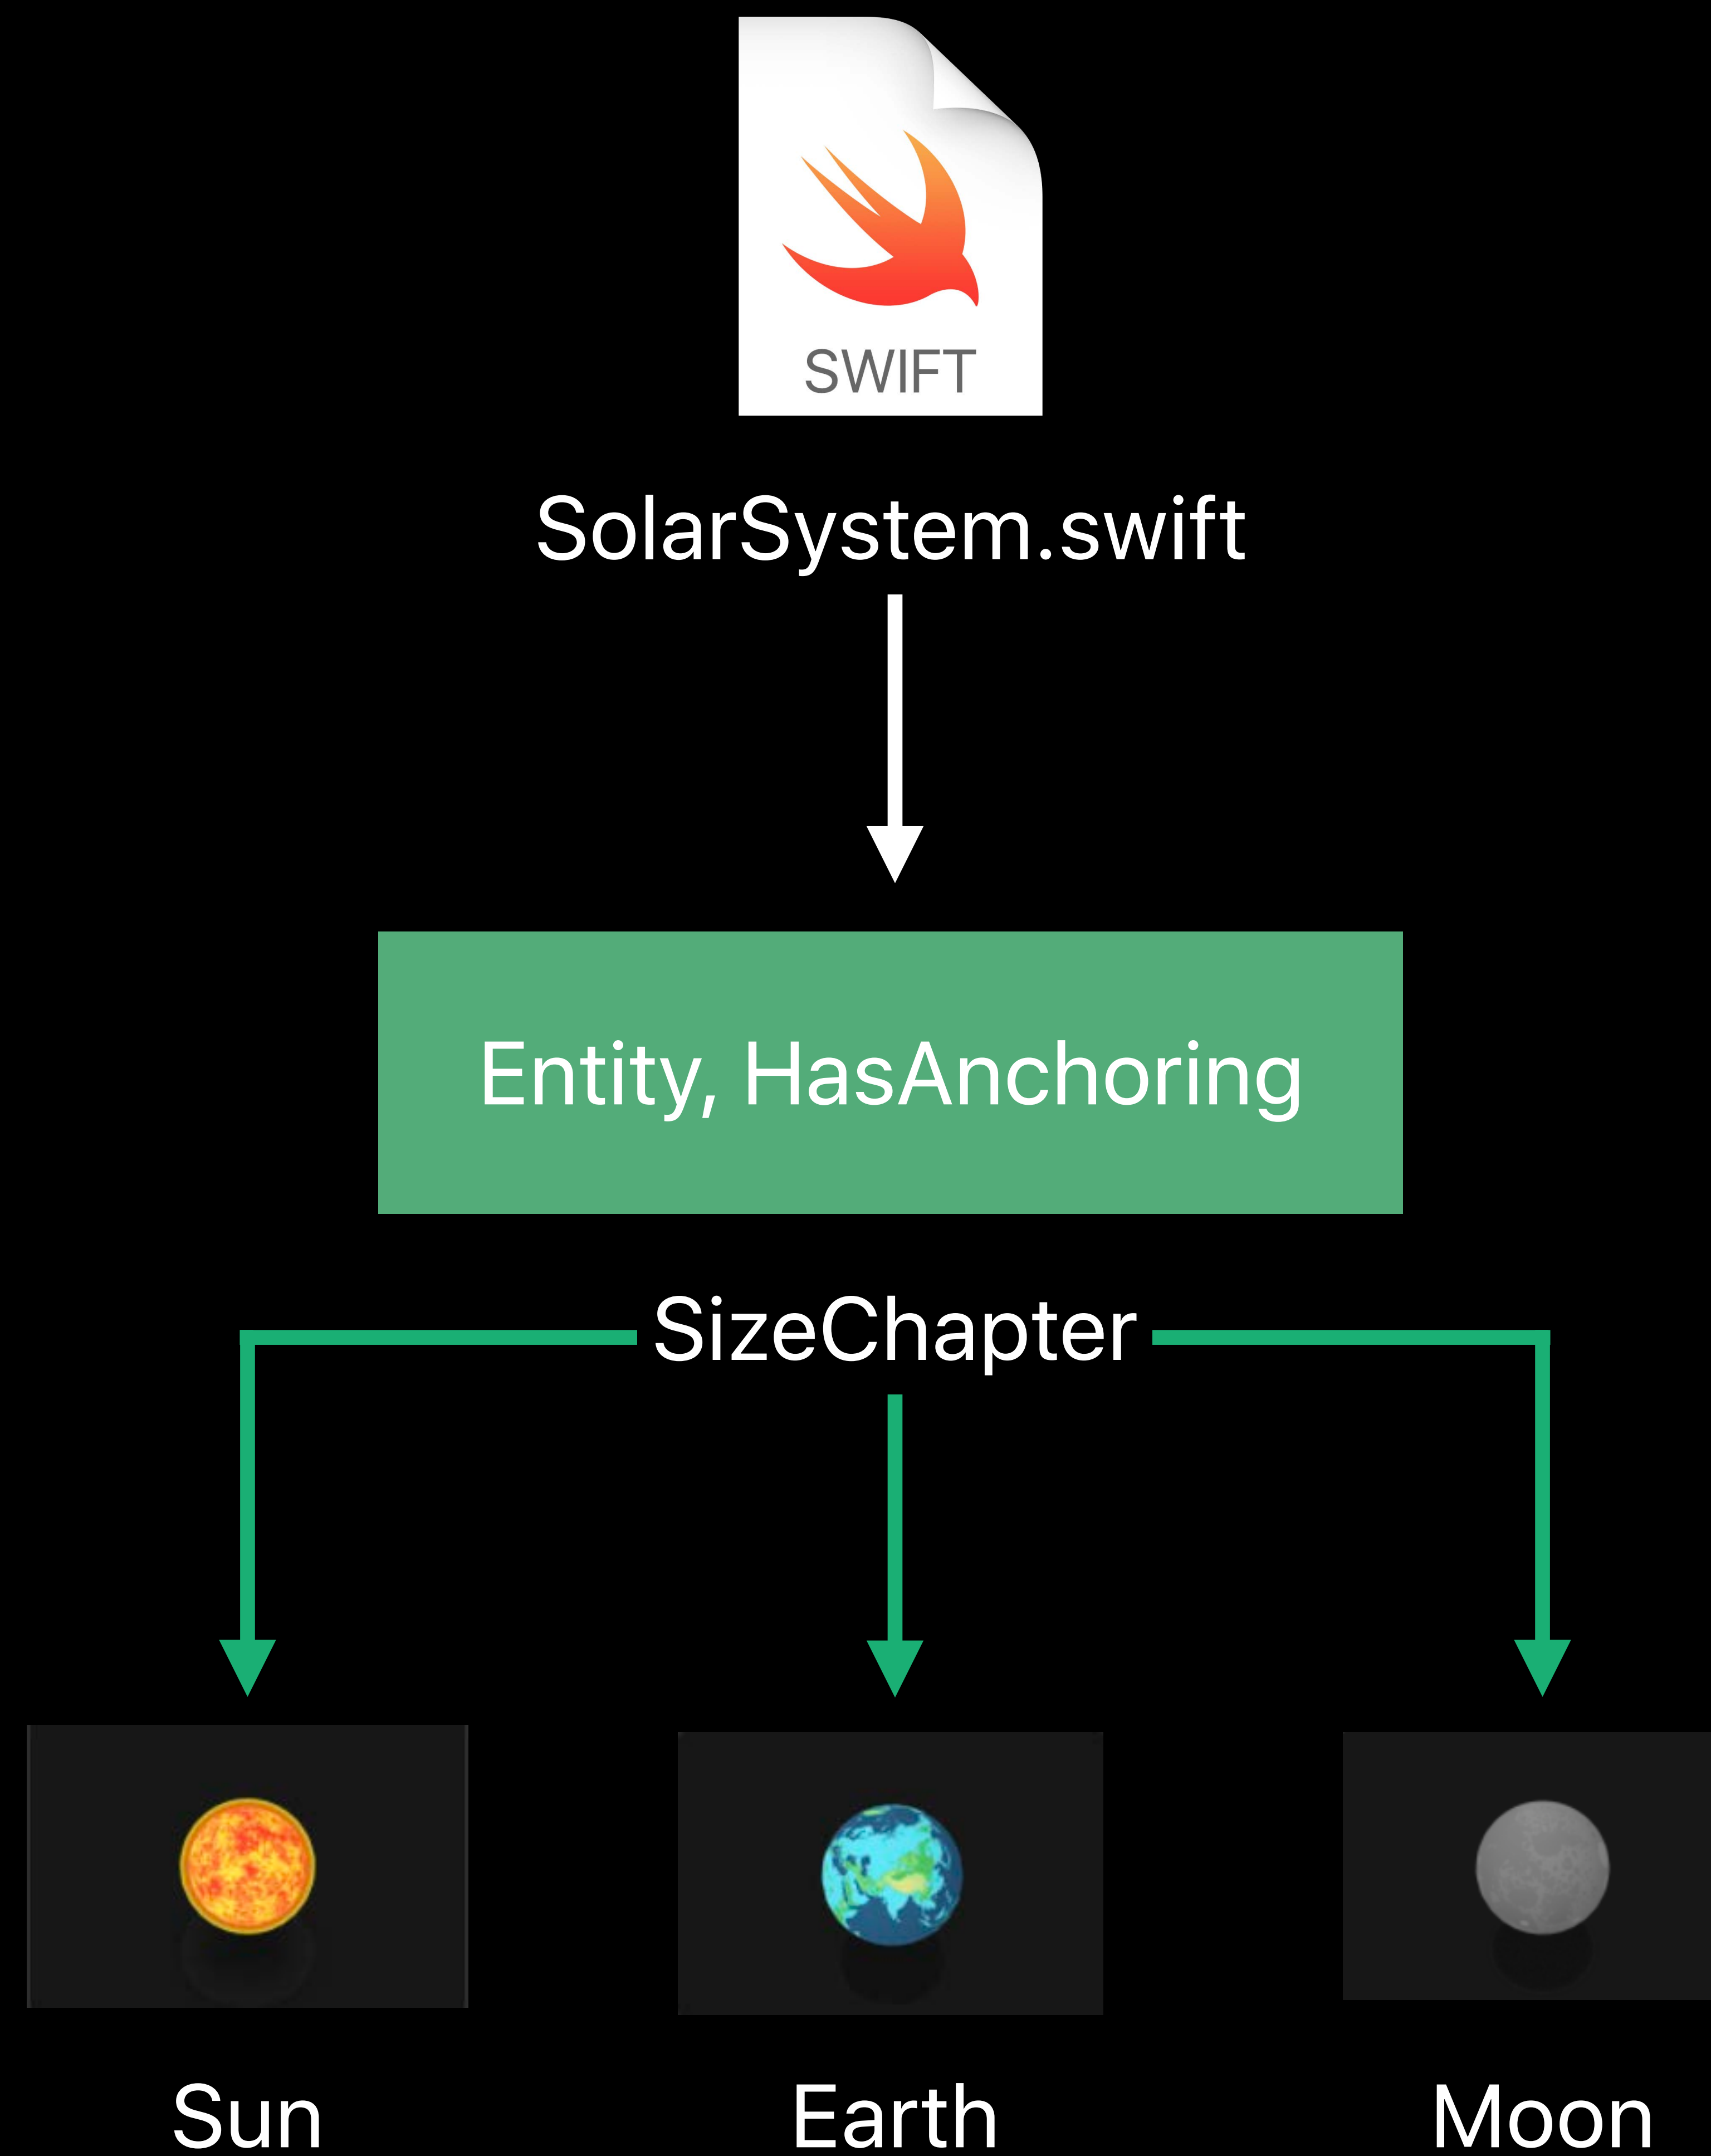 SWIFT
SolarSystem.swift
Entity, HasAnchoring
SizeChapter
Sun
Earth
Moon